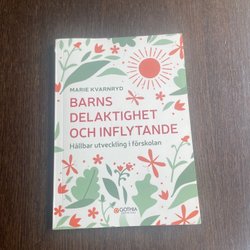 MARIE KVARNRYD
BARNS
DELAKTIGHET
OCH INFLYTANDE
Hållbar utveckling i förskolan
GOTHIA